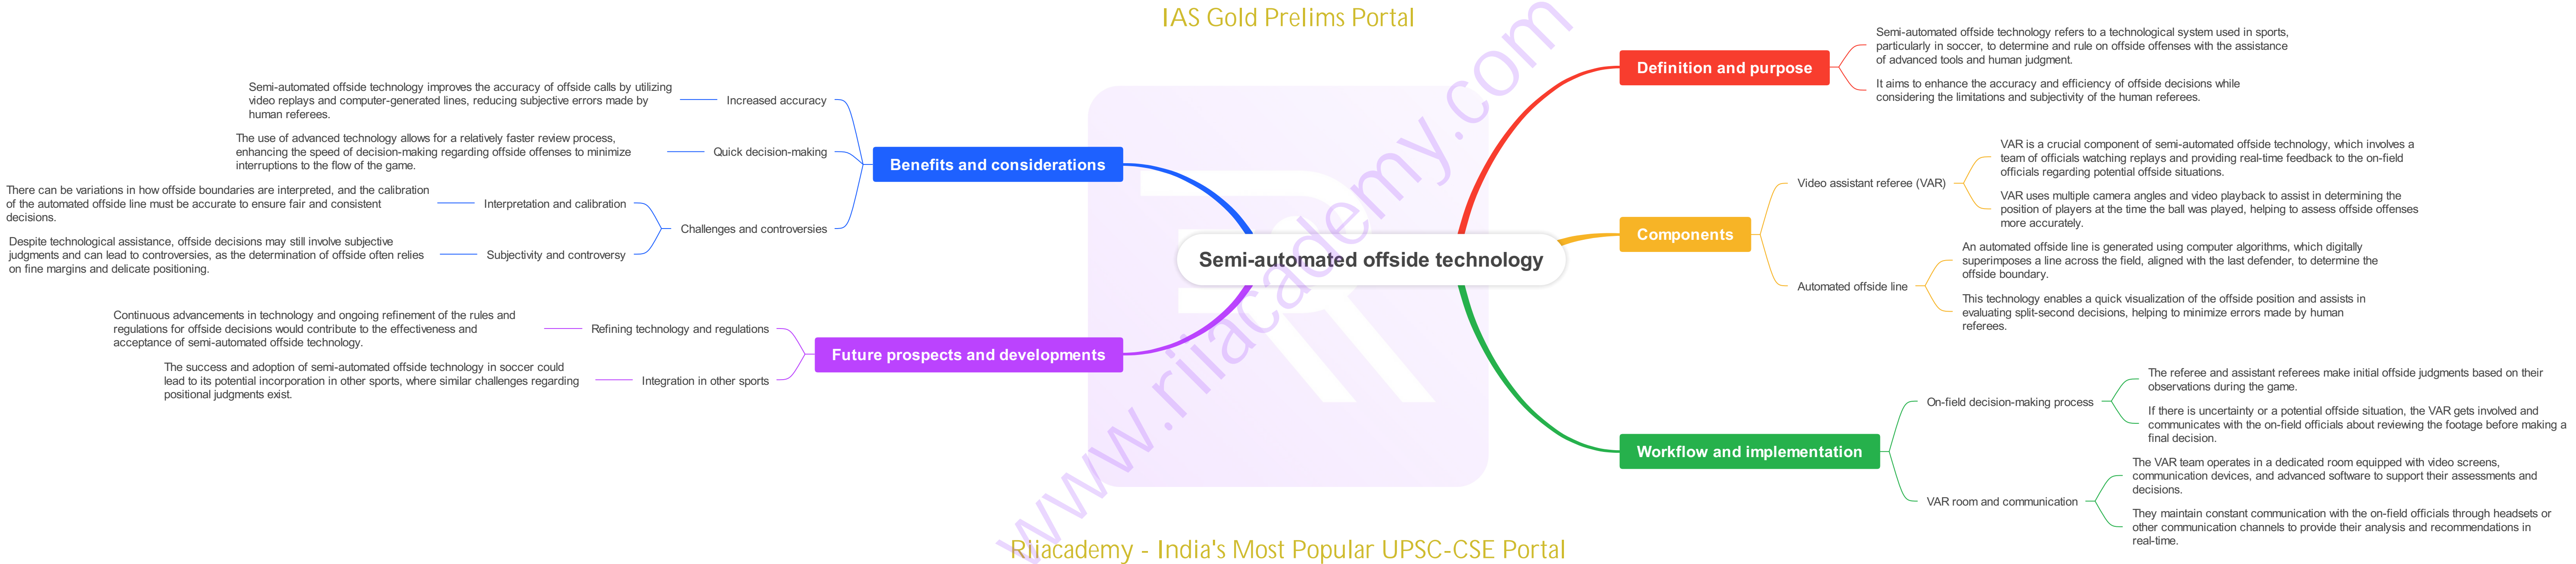 IAS Gold Prelims Portal
Semi-automated offside technology
Definition and purpose
Semi-automated offside technology refers to a technological system used in sports,
particularly in soccer, to determine and rule on offside offenses with the assistance
of advanced tools and human judgment.
It aims to enhance the accuracy and efficiency of offside decisions while
considering the limitations and subjectivity of the human referees.
Components
Video assistant referee (VAR)
VAR is a crucial component of semi-automated offside technology, which involves a
team of officials watching replays and providing real-time feedback to the on-field
officials regarding potential offside situations.
VAR uses multiple camera angles and video playback to assist in determining the
position of players at the time the ball was played, helping to assess offside offenses
more accurately.
Automated offside line
An automated offside line is generated using computer algorithms, which digitally
superimposes a line across the field, aligned with the last defender, to determine the
offside boundary.
This technology enables a quick visualization of the offside position and assists in
evaluating split-second decisions, helping to minimize errors made by human
referees.
Workflow and implementation
On-field decision-making process
The referee and assistant referees make initial offside judgments based on their
observations during the game.
If there is uncertainty or a potential offside situation, the VAR gets involved and
communicates with the on-field officials about reviewing the footage before making a
final decision.
VAR room and communication
The VAR team operates in a dedicated room equipped with video screens,
communication devices, and advanced software to support their assessments and
decisions.
They maintain constant communication with the on-field officials through headsets or
other communication channels to provide their analysis and recommendations in
real-time.
Benefits and considerations
Increased accuracy
Semi-automated offside technology improves the accuracy of offside calls by utilizing
video replays and computer-generated lines, reducing subjective errors made by
human referees.
Quick decision-making
The use of advanced technology allows for a relatively faster review process,
enhancing the speed of decision-making regarding offside offenses to minimize
interruptions to the flow of the game.
Challenges and controversies
Interpretation and calibration
There can be variations in how offside boundaries are interpreted, and the calibration
of the automated offside line must be accurate to ensure fair and consistent
decisions.
Subjectivity and controversy
Despite technological assistance, offside decisions may still involve subjective
judgments and can lead to controversies, as the determination of offside often relies
on fine margins and delicate positioning.
Future prospects and developments
Refining technology and regulations
Continuous advancements in technology and ongoing refinement of the rules and
regulations for offside decisions would contribute to the effectiveness and
acceptance of semi-automated offside technology.
Integration in other sports
The success and adoption of semi-automated offside technology in soccer could
lead to its potential incorporation in other sports, where similar challenges regarding
positional judgments exist.
www.riiacademy.com
Riiacademy - India's Most Popular UPSC-CSE Portal